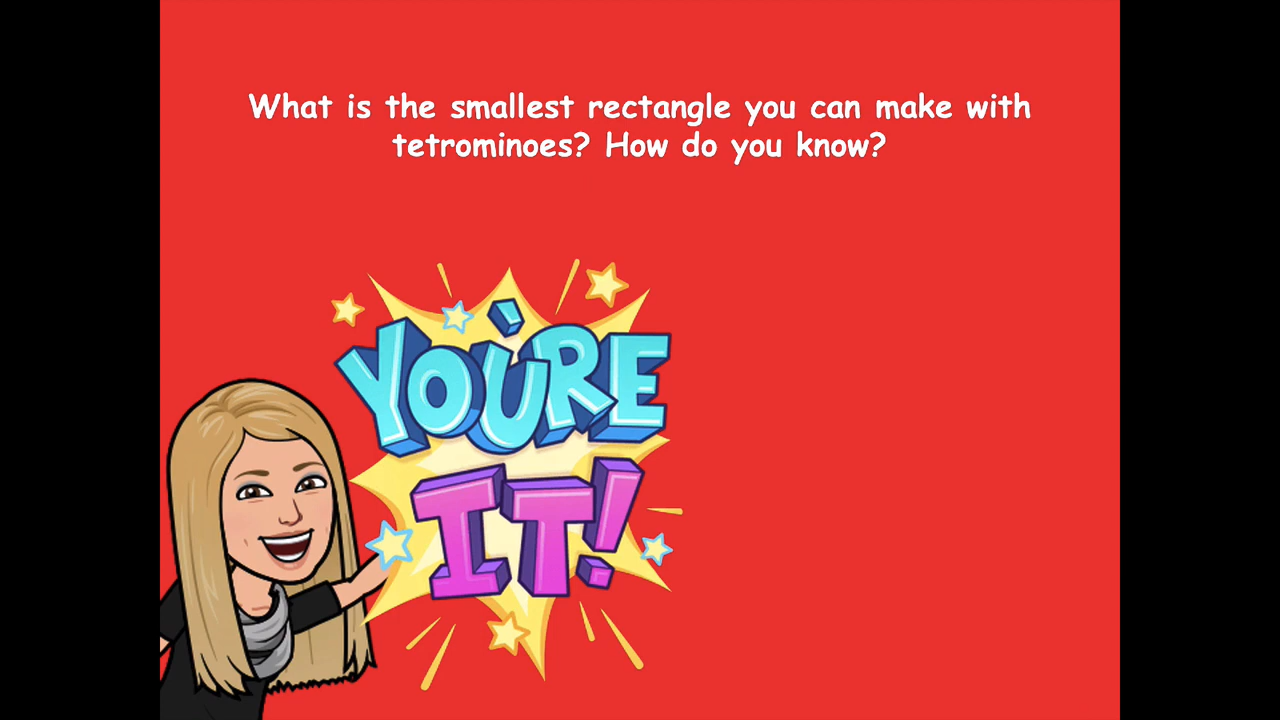 What is the smallest rectangle you can make with
tetrominoes? How do you know?
YOU'RE
IT!